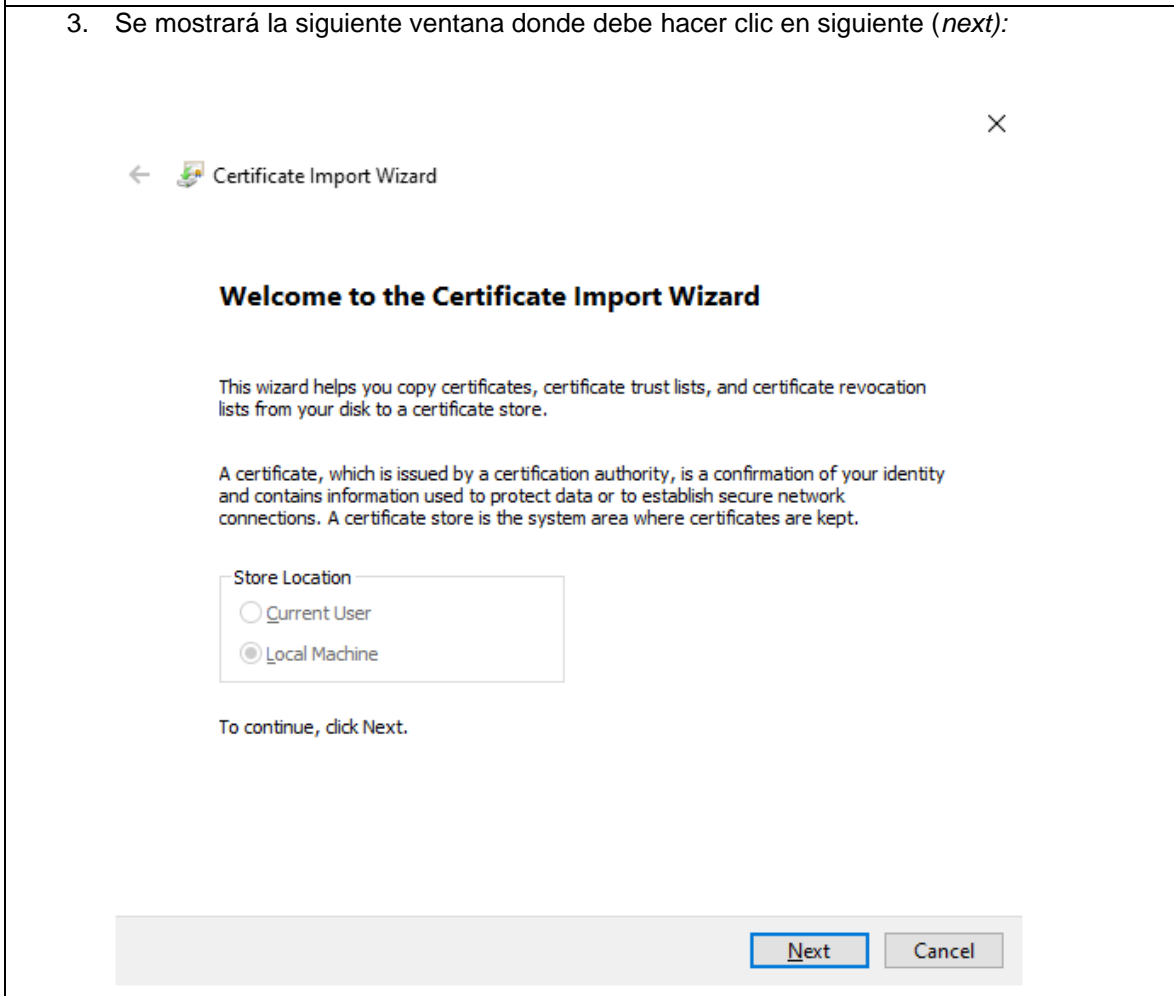 3. Se mostrará la siguiente ventana donde debe hacer clic en siguiente (next):
Certificate Import Wizard
Welcome to the Certificate Import Wizard
This wizard helps you copy certificates, certificate trust lists, and certificate revocation
lists from your disk to a certificate store.
A certificate, which is issued by a certification authority, is a confirmation of your identity
and contains information used to protect data or to establish secure network
connections. A certificate store is the system area where certificates are kept.
Store Location
Current User
Local Machine
To continue, click Next.
Next Cancel